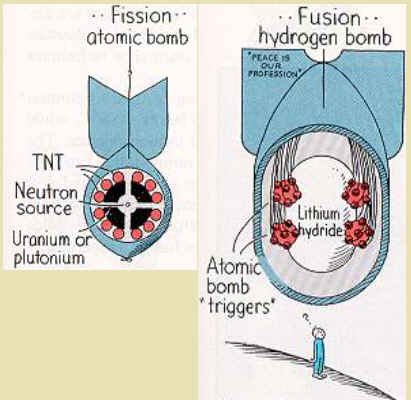 ·· Fission ··
atomic bomb
TNT
Neutron
source
Uranium or
plutonium
·· Fusion ··
hydrogen bomb
"PEACE IS
OUR
PROFESSION"
Lithium
hydride
Atomic
bomb
"triggers"
?